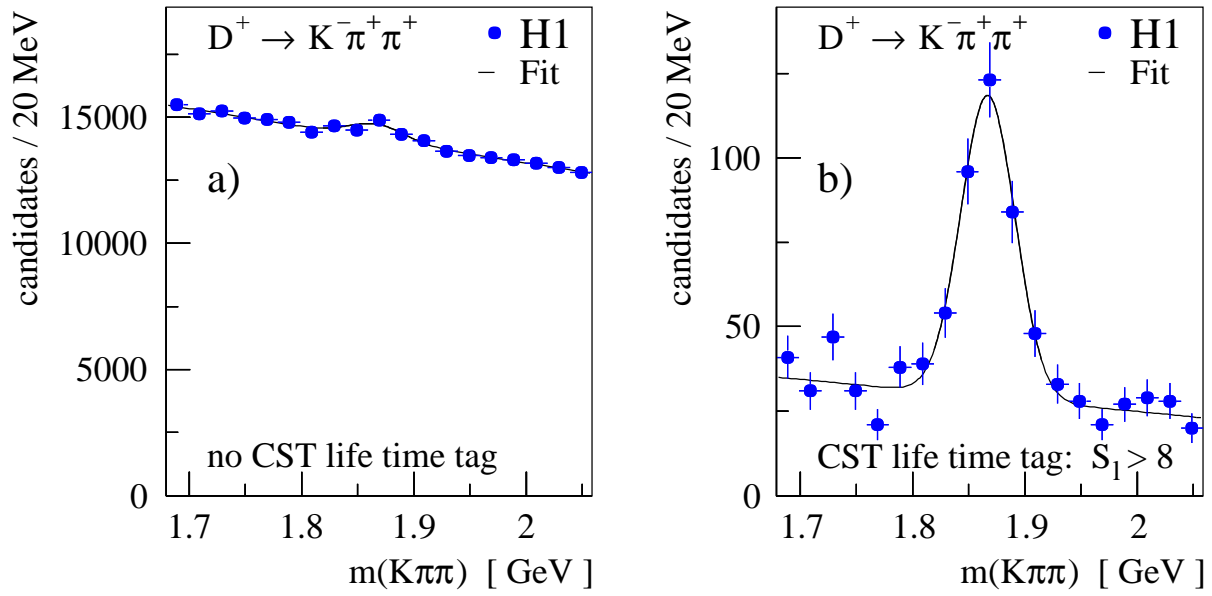 D⁺ → K⁻π⁺π⁺
H1
Fit
candidates / 20 MeV
15000
10000
5000
0
a)
no CST life time tag
1.7 1.8 1.9 2
m(Kππ) [ GeV ]
D⁺ → K⁻π⁺π⁺
H1
Fit
candidates / 20 MeV
100
50
0
b)
CST life time tag: S_l > 8
1.7 1.8 1.9 2
m(Kππ) [ GeV ]